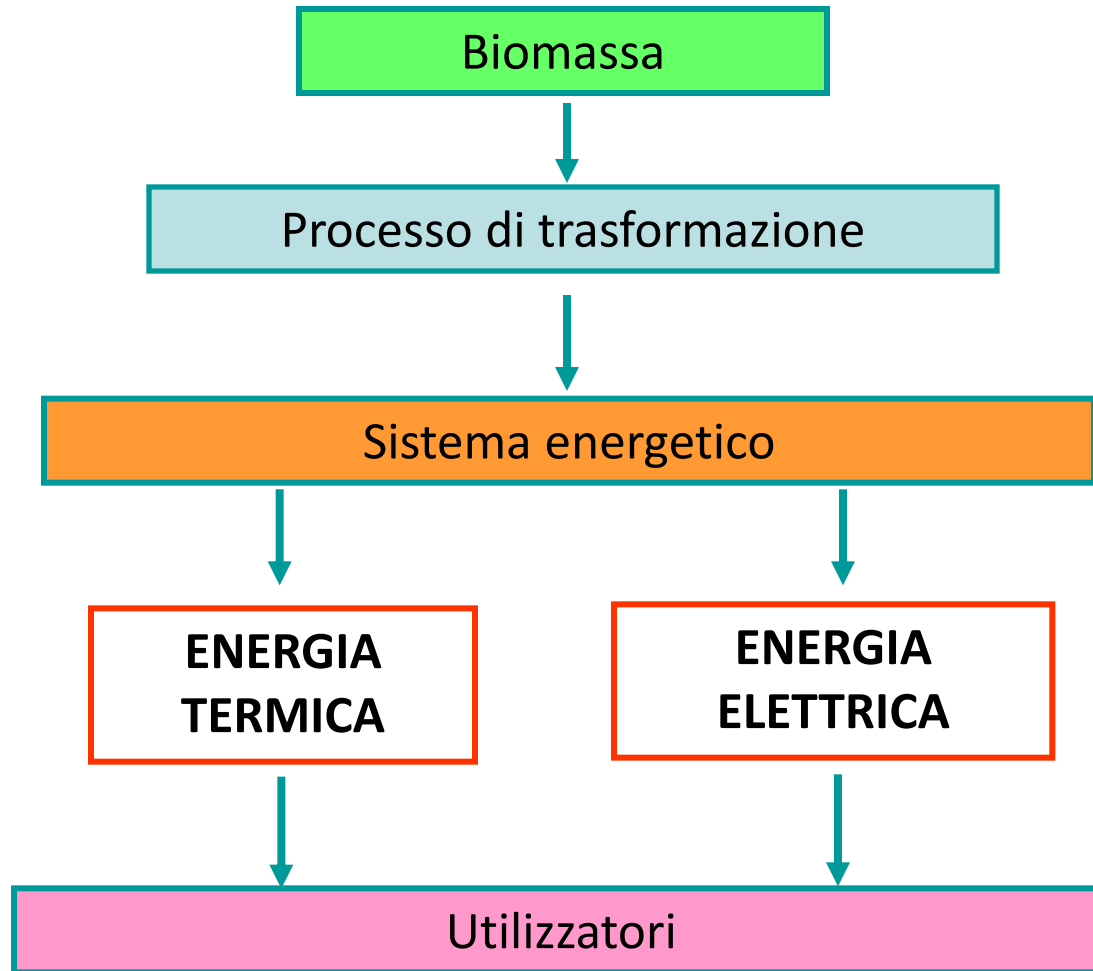 Biomassa
Processo di trasformazione
Sistema energetico
ENERGIA
TERMICA
ENERGIA
ELETTRICA
Utilizzatori